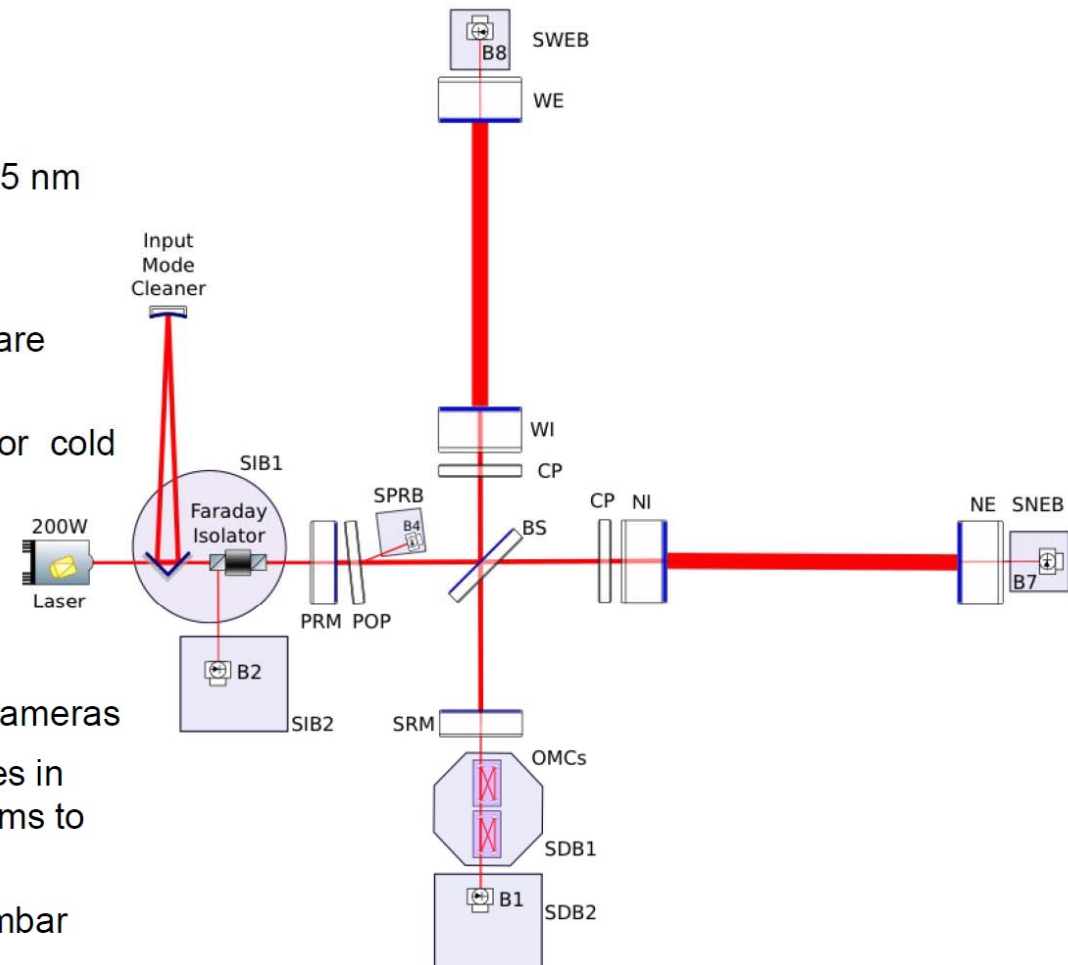 5 nm
are
or cold
ameras
es in
ms to
nbar
B8
SWEB
WE
Input
Mode
Cleaner
WI
CP
SIB1
SPRB
B4
Faraday
Isolator
200W
Laser
BS
CP
NI
NE
SNEB
B7
PRM
POP
B2
SIB2
SRM
OMCs
SDB1
B1
SDB2